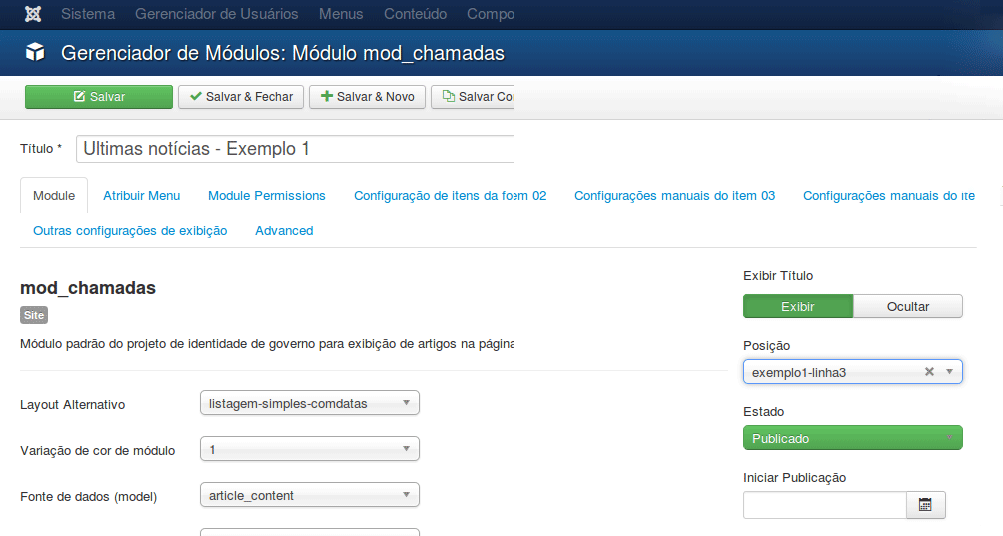 Sistema Gerenciador de Usuários Menus Conteúdo Compo
Gerenciador de Módulos: Módulo mod_chamadas
Salvar Salvar & Fechar Salvar & Novo Salvar Co
Título * Ultimas notícias - Exemplo 1
Module Atribuir Menu Module Permissions Configuração de itens da fo m 02 Configurações manuais do item 03 Configurações manuais do ite
Outras configurações de exibição Advanced
mod_chamadas
Site
Módulo padrão do projeto de identidade de governo para exibição de artigos na página
Layout Alternativo listagem-simples-comdatas
Variação de cor de módulo 1
Fonte de dados (model) article_content
Exibir Título
Exibir Ocultar
Posição
exemplo1-linha3
Estado
Publicado
Iniciar Publicação